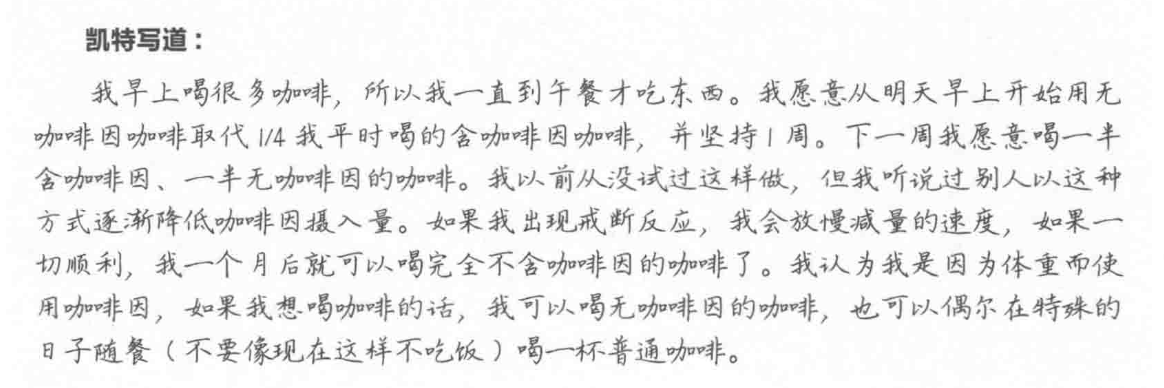 凯特写道：
我早上喝很多咖啡，所以我一直到午餐才吃东西。我愿意从明天早上开始用无
咖啡因咖啡取代1/4我平时喝的含咖啡因咖啡，并坚持1周。下一周我愿意喝一半
含咖啡因、一半无咖啡因的咖啡。我以前从没试过这样做，但我听说过别人以这种
方式逐渐降低咖啡因摄入量。如果我出现戒断反应，我会放慢减量的速度，如果一
切顺利，我一个月后就可以喝完全不含咖啡因的咖啡了。我认为我是因为体重而使
用咖啡因，如果我想喝咖啡的话，我可以喝无咖啡因的咖啡，也可以偶尔在特殊的
日子随餐（不要像现在这样不吃饭）喝一杯普通咖啡。